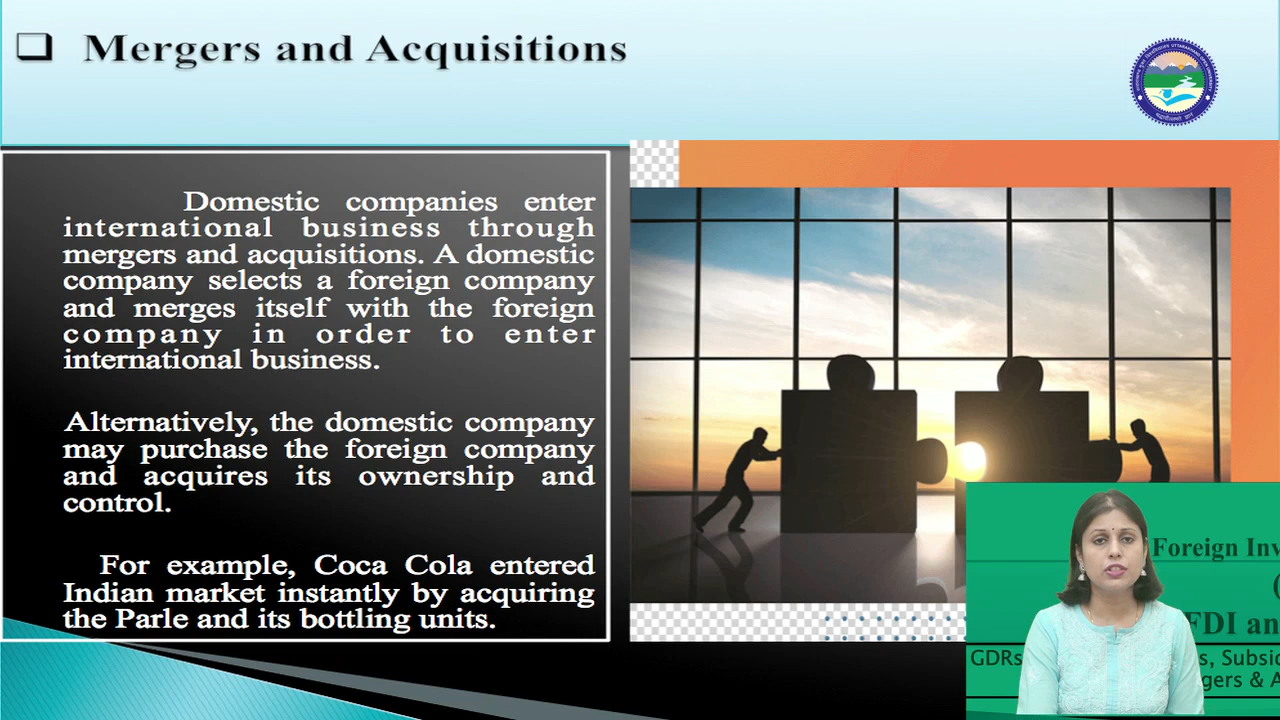 ❑ Mergers and Acquisitions
Domestic companies enter
international business through
mergers and acquisitions. A domestic
company selects a foreign company
and merges itself with the foreign
company in order to enter
international business.
Alternatively, the domestic company
may purchase the foreign company
and acquires its ownership and
control.
For example, Coca Cola entered
Indian market instantly by acquiring
the Parle and its bottling units.
Foreign Inv
(
FDI an
GDRs s, Subsid
gers & A